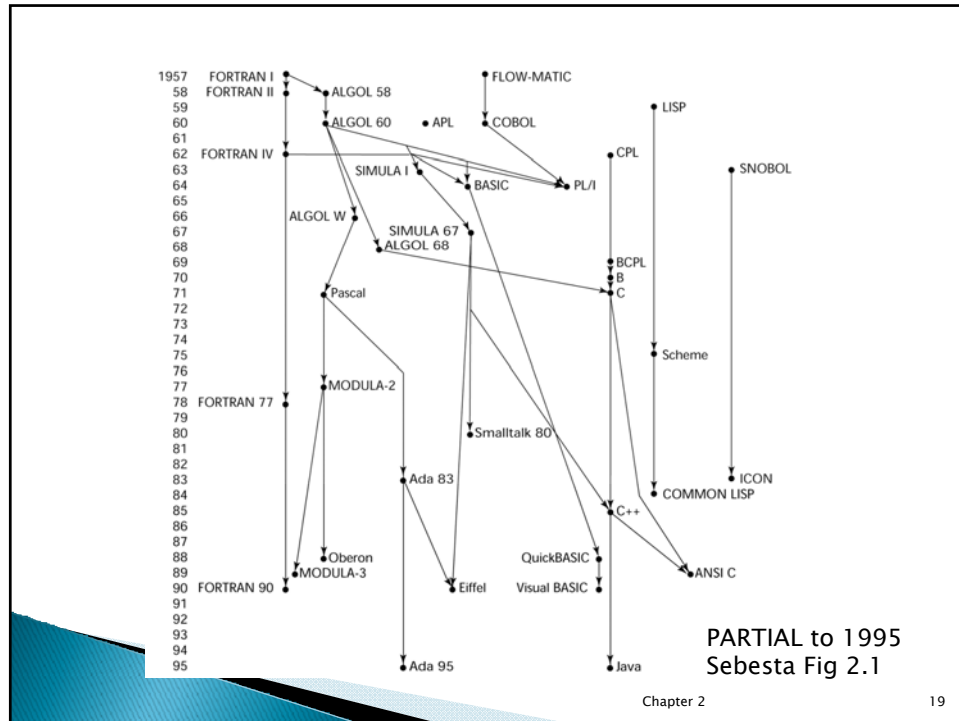 1957 FORTRAN I FLOW-MATIC
58 FORTRAN II ALGOL 58
59 LISP
60 ALGOL 60 APL COBOL
61
62 FORTRAN IV CPL
63 SIMULA I SNOBOL
64 BASIC PL/I
65
66 ALGOL W
67 SIMULA 67
68 ALGOL 68
69 BCPL
70 B
71 Pascal C
72
73
74
75 Scheme
76
77 MODULA-2
78 FORTRAN 77
79
80 Smalltalk 80
81
82
83 Ada 83 ICON
84 COMMON LISP
85 C++
86
87
88 Oberon QuickBASIC
89 MODULA-3 ANSI C
90 FORTRAN 90 Eiffel Visual BASIC
91
92
93
94
95 Ada 95 Java
PARTIAL to 1995
Sebesta Fig 2.1
Chapter 2 19